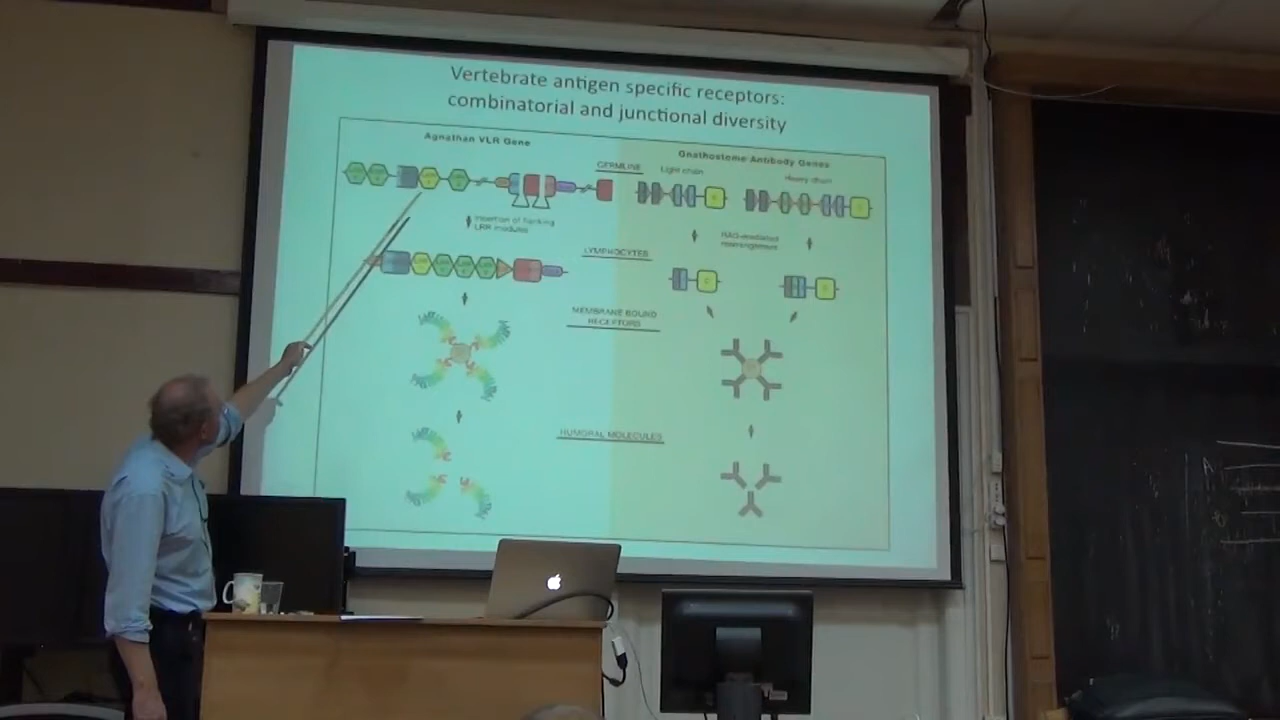 Vertebrate antigen specific receptors:
combinatorial and junctional diversity
Agnathan VLR Gene
Gnathostome Antibody Genes
GERMLINE
Light chain
Heavy chain
Insertion of flanking
LRR modules
RAG-mediated
rearrangement
LYMPHOCYTES
MEMBRANE BOUND
RECEPTORS
HUMORAL MOLECULES